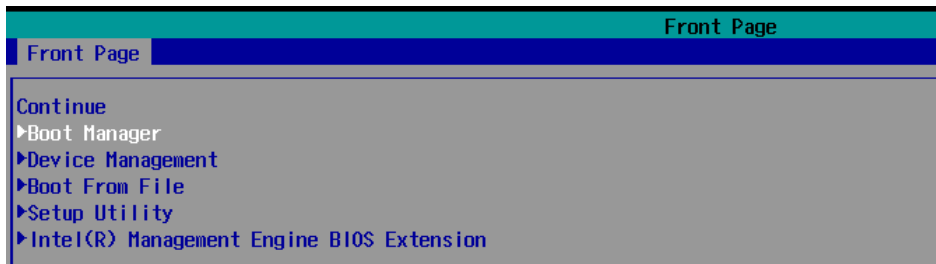 Front Page
Front Page
Continue
Boot Manager
Device Management
Boot From File
Setup Utility
Intel(R) Management Engine BIOS Extension